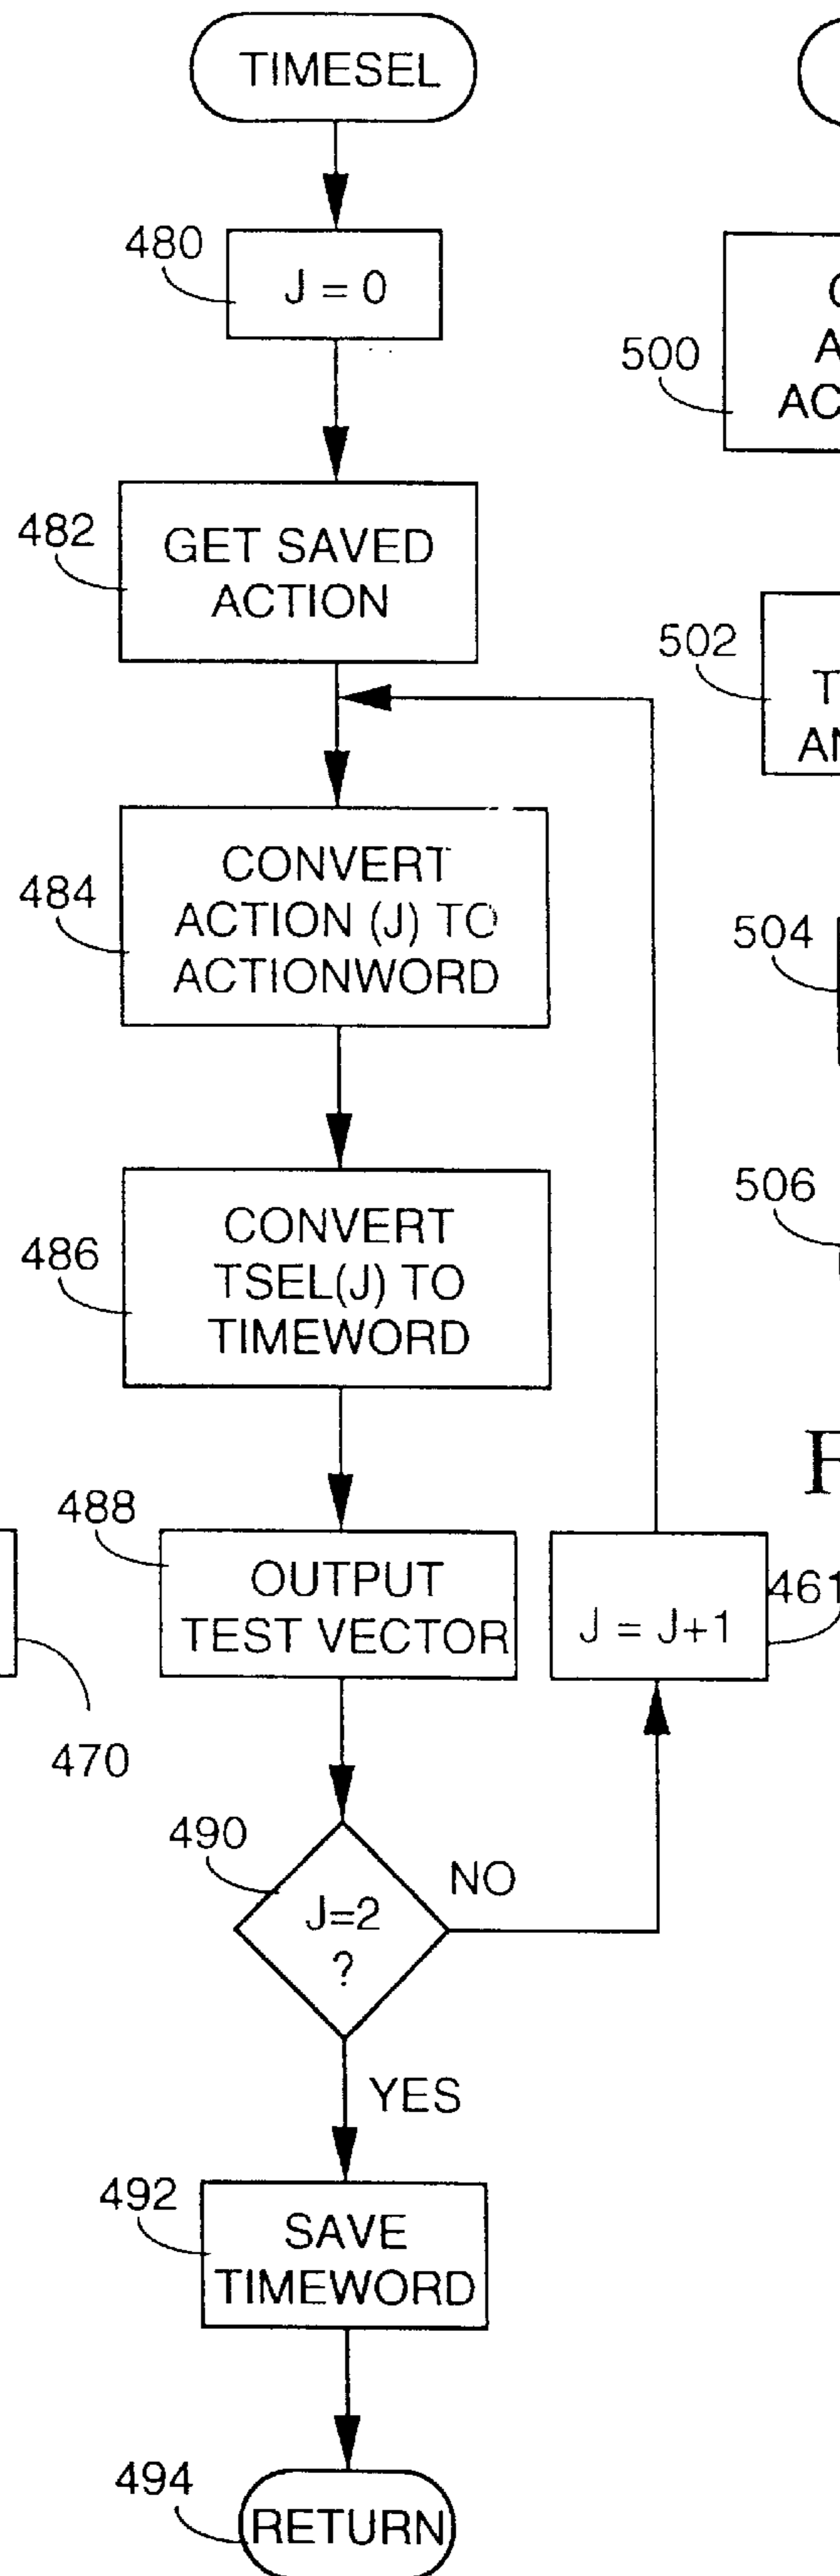 TIMESEL
480
J = 0
482
GET SAVED
ACTION
484
CONVERT
ACTION (J) TO
ACTIONWORD
486
CONVERT
TSEL(J) TO
TIMEWORD
488
OUTPUT
TEST VECTOR
461
J = J+1
470
490
J=2
?
NO
YES
492
SAVE
TIMEWORD
494
RETURN
500
502
504
506